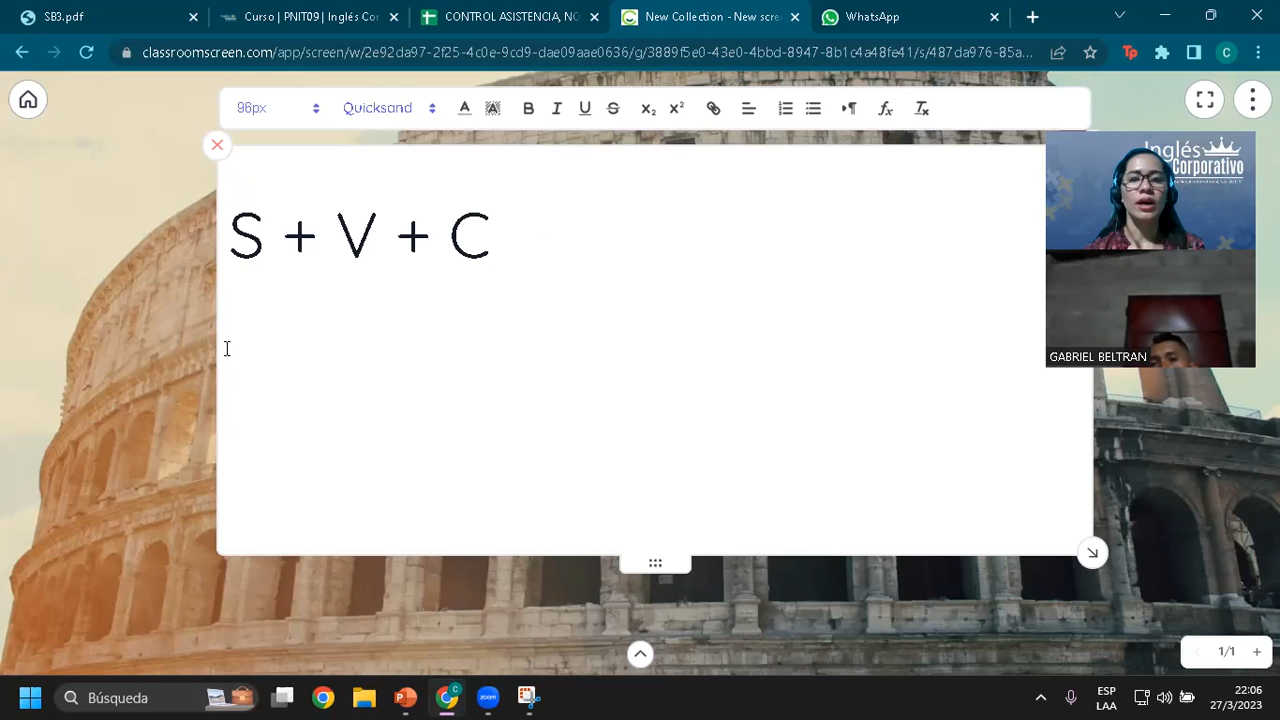 SB3.pdf
Curso | PNIT09 | Inglés Cor
CONTROL ASISTENCIA, NO
New Collection - New scre
WhatsApp
classroomscreen.com/app/screen/w/2e92da97-2f25-4c0e-9cd9-dae09aae0636/g/3889f5e0-43e0-4bbd-8947-8b1c4a48fe41/s/487da976-85a...
96px
Quicksand
Inglés
Corporativo
S + V + C
GABRIEL BELTRAN
1/1
Búsqueda
ESP
LAA
22:06
27/3/2023